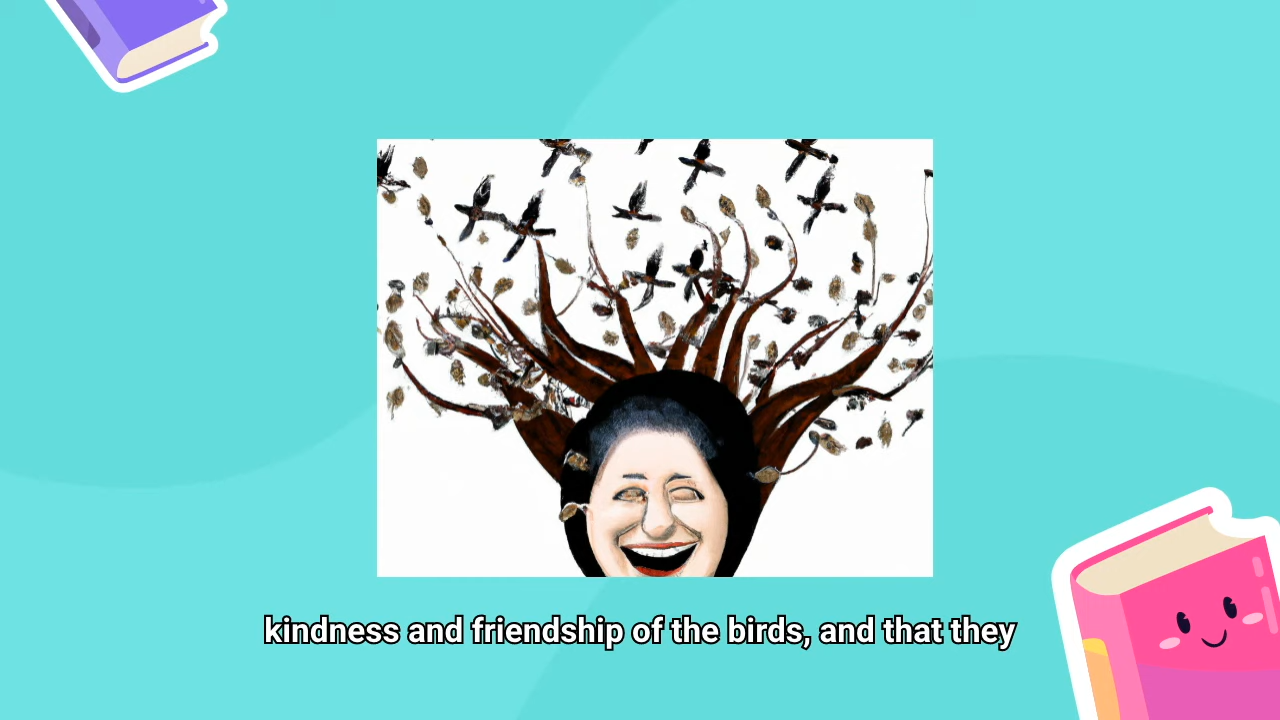 kindness and friendship of the birds, and that they